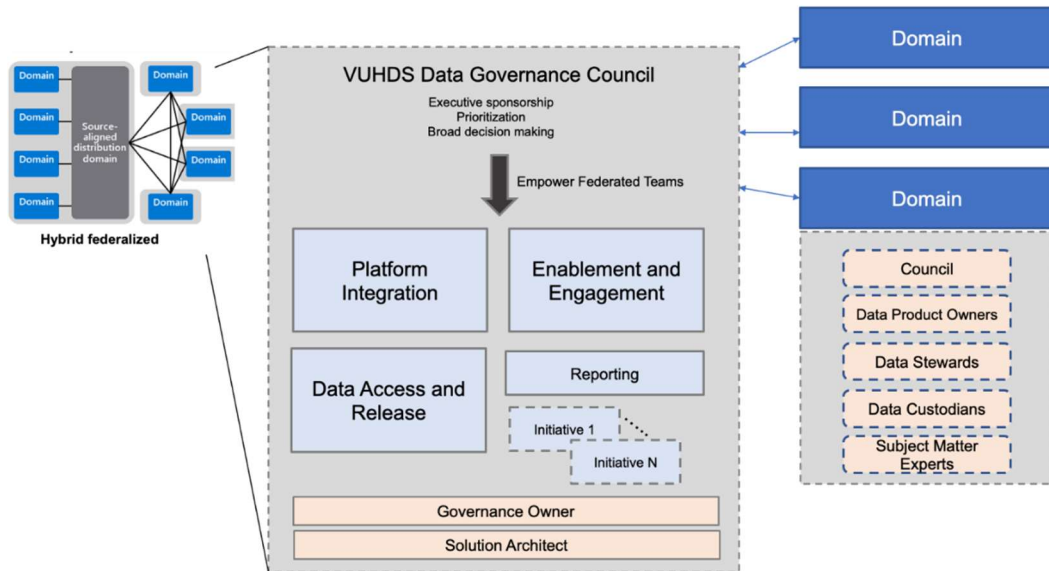 Domain
Domain
Domain
Domain
Source-
aligned
distribution
domain
Domain
Domain
Domain
Domain
Hybrid federalized
VUHDS Data Governance Council
Executive sponsorship
Prioritization
Broad decision making
Empower Federated Teams
Platform
Integration
Enablement and
Engagement
Data Access and
Release
Reporting
Initiative 1
Initiative N
Governance Owner
Solution Architect
Domain
Domain
Domain
Council
Data Product Owners
Data Stewards
Data Custodians
Subject Matter
Experts